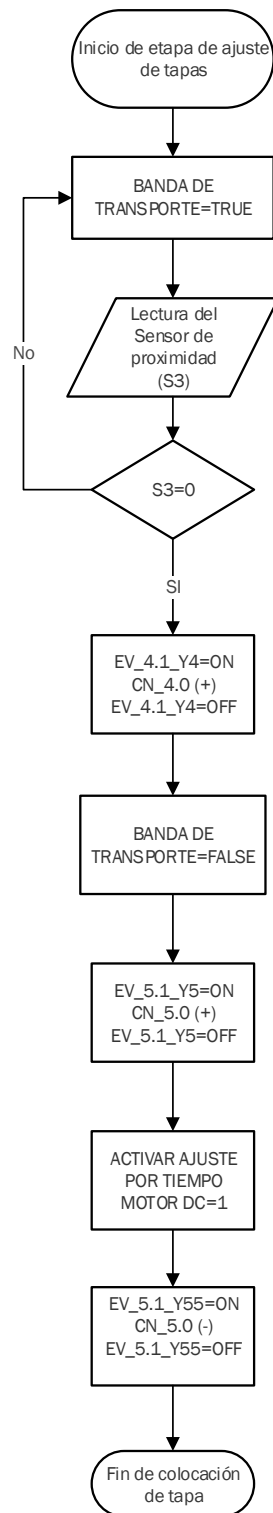 Inicio de etapa de ajuste
de tapas
BANDA DE
TRANSPORTE=TRUE
Lectura del
Sensor de
proximidad
(S3)
No
S3=0
SI
EV_4.1_Y4=ON
CN_4.0 (+)
EV_4.1_Y4=OFF
BANDA DE
TRANSPORTE=FALSE
EV_5.1_Y5=ON
CN_5.0 (+)
EV_5.1_Y5=OFF
ACTIVAR AJUSTE
POR TIEMPO
MOTOR DC=1
EV_5.1_Y55=ON
CN_5.0 (-)
EV_5.1_Y55=OFF
Fin de colocación
de tapa